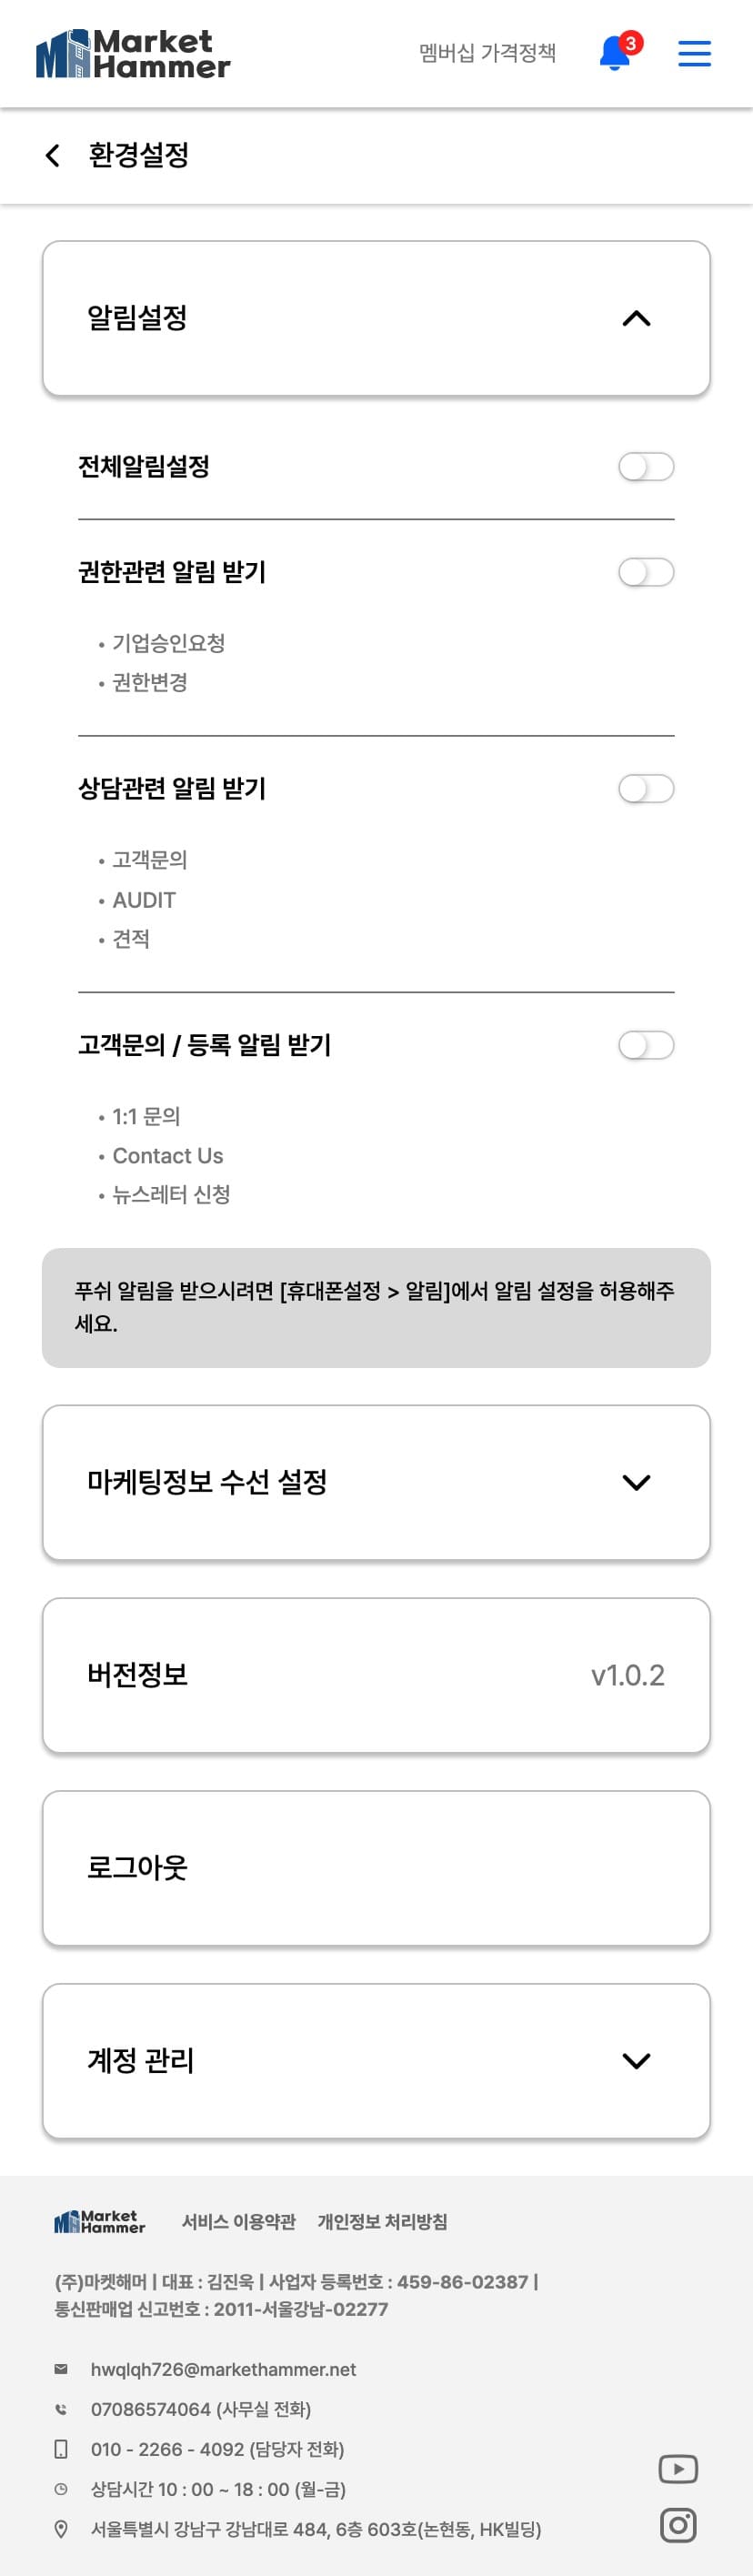 Market
Hammer
멤버십 가격정책
3
환경설정
알림설정
전체알림설정
권한관련 알림 받기
• 기업승인요청
• 권한변경
상담관련 알림 받기
• 고객문의
• AUDIT
• 견적
고객문의 / 등록 알림 받기
• 1:1 문의
• Contact Us
• 뉴스레터 신청
푸쉬 알림을 받으시려면 [휴대폰설정 > 알림]에서 알림 설정을 허용해주
세요.
마케팅정보 수선 설정
버전정보 v1.0.2
로그아웃
계정 관리
Market
Hammer
서비스 이용약관 개인정보 처리방침
(주)마켓해머 | 대표 : 김진욱 | 사업자 등록번호 : 459-86-02387 |
통신판매업 신고번호 : 2011-서울강남-02277
hwqlqh726@markethammer.net
07086574064 (사무실 전화)
010 - 2266 - 4092 (담당자 전화)
상담시간 10 : 00 ~ 18 : 00 (월-금)
서울특별시 강남구 강남대로 484, 6층 603호(논현동, HK빌딩)